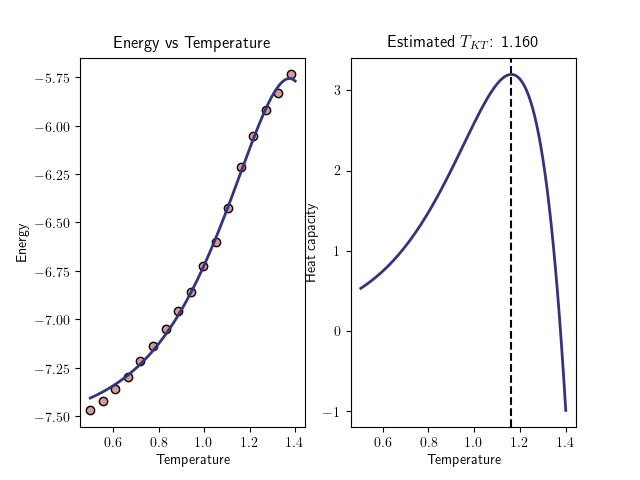 Energy vs Temperature
Estimated $T_{KT}$: 1.160
Energy
−5.75
−6.00
−6.25
−6.50
−6.75
−7.00
−7.25
−7.50
0.6 0.8 1.0 1.2 1.4
Temperature
Heat capacity
3
2
1
0
−1
0.6 0.8 1.0 1.2 1.4
Temperature